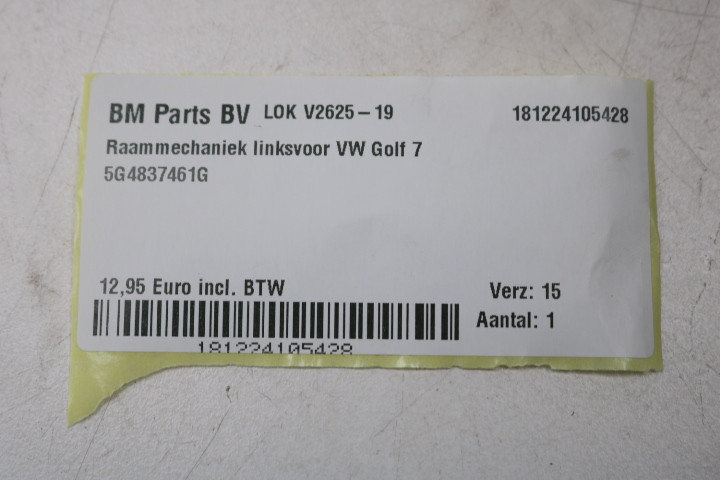 BM Parts BV LOK V2625-19 181224105428
Raammechaniek linksvoor VW Golf 7
5G4837461G
12,95 Euro incl. BTW Verz: 15
Aantal: 1
181224105428